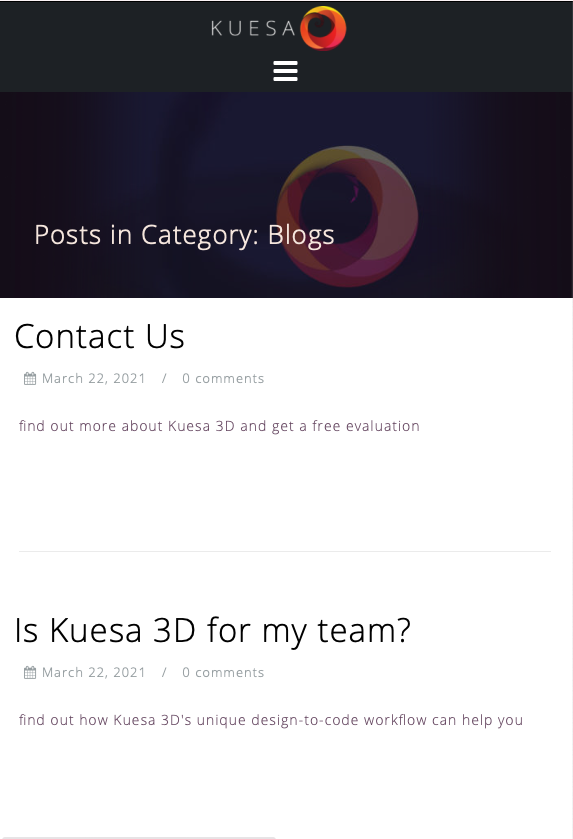 KUESA
Posts in Category: Blogs
Contact Us
March 22, 2021 / 0 comments
find out more about Kuesa 3D and get a free evaluation
Is Kuesa 3D for my team?
March 22, 2021 / 0 comments
find out how Kuesa 3D's unique design-to-code workflow can help you